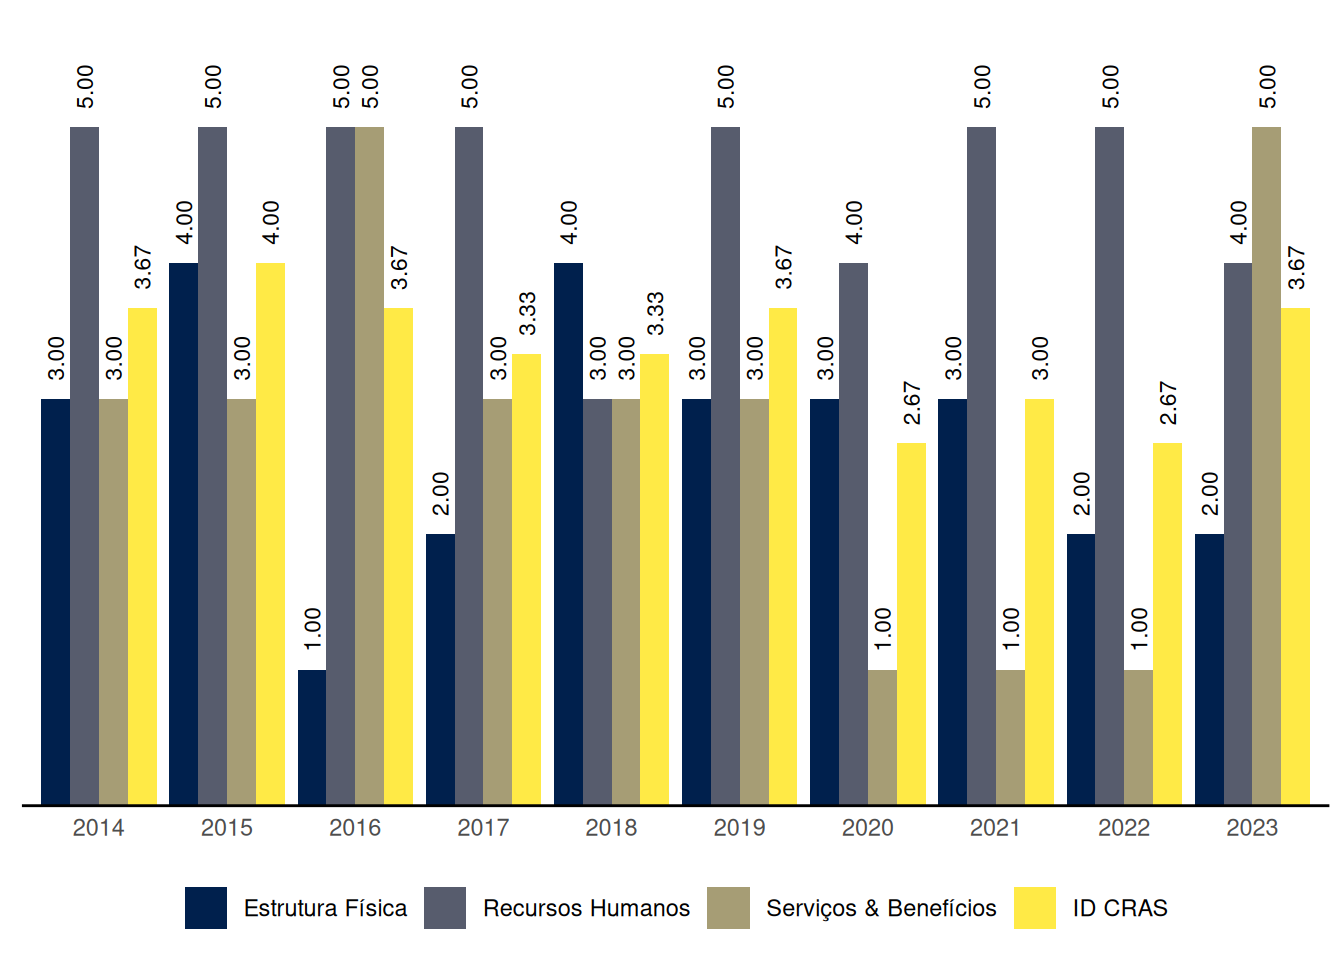 5.00 5.00 5.00 5.00 5.00 5.00 5.00 5.00 5.00
4.00 4.00 4.00 4.00 4.00
3.67 3.67 3.67 3.67
3.33 3.33
3.00 3.00 3.00 3.00 3.00 3.00 3.00 3.00 3.00 3.00 3.00
2.67 2.67
2.00 2.00 2.00
1.00 1.00 1.00 1.00
2014 2015 2016 2017 2018 2019 2020 2021 2022 2023
Estrutura Física Recursos Humanos Serviços & Benefícios ID CRAS